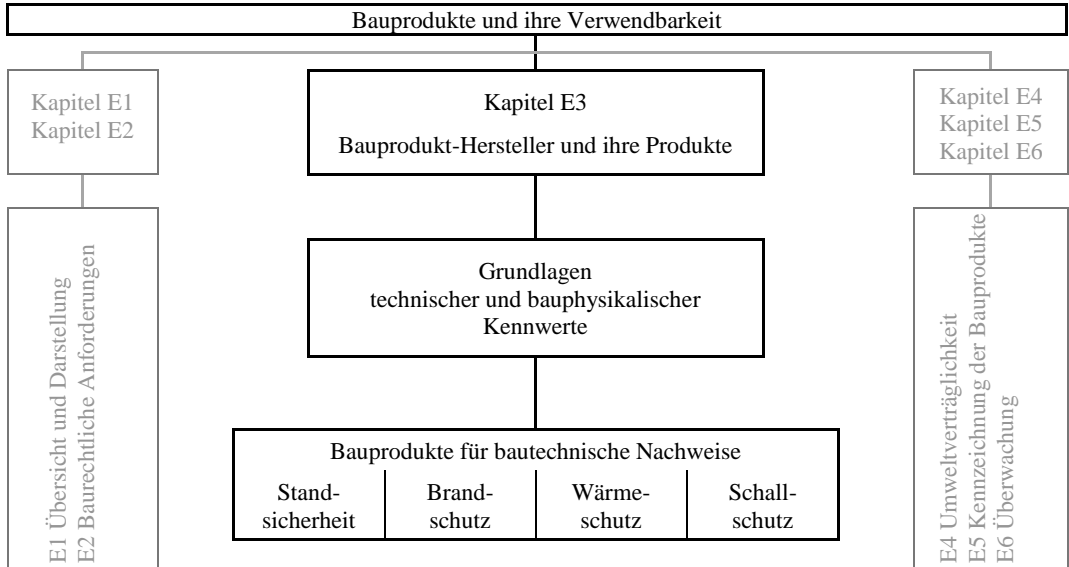 Bauprodukte und ihre Verwendbarkeit
Kapitel E1
Kapitel E2
Kapitel E3
Bauprodukt-Hersteller und ihre Produkte
Kapitel E4
Kapitel E5
Kapitel E6
E1 Übersicht und Darstellung
E2 Baurechtliche Anforderungen
Grundlagen
technischer und bauphysikalischer
Kennwerte
Bauprodukte für bautechnische Nachweise
Stand-
sicherheit
Brand-
schutz
Wärme-
schutz
Schall-
schutz
E4 Umweltverträglichkeit
E5 Kennzeichnung der Bauprodukte
E6 Überwachung